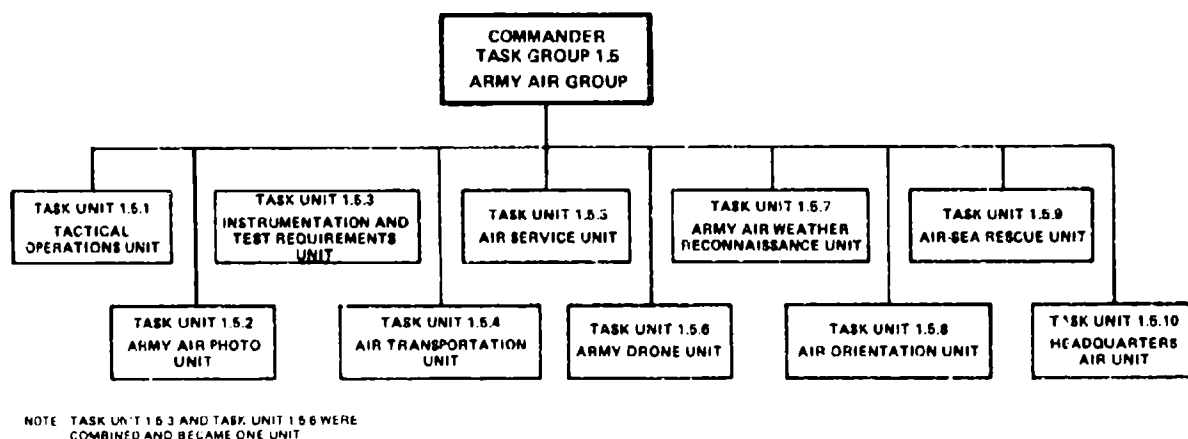 COMMANDER
TASK GROUP 1.5
ARMY AIR GROUP
TASK UNIT 1.5.1
TACTICAL
OPERATIONS UNIT
TASK UNIT 1.5.3
INSTRUMENTATION AND
TEST REQUIREMENTS
UNIT
TASK UNIT 1.5.5
AIR SERVICE UNIT
TASK UNIT 1.5.7
ARMY AIR WEATHER
RECONNAISSANCE UNIT
TASK UNIT 1.5.9
AIR-SEA RESCUE UNIT
TASK UNIT 1.5.2
ARMY AIR PHOTO
UNIT
TASK UNIT 1.5.4
AIR TRANSPORTATION
UNIT
TASK UNIT 1.5.6
ARMY DRONE UNIT
TASK UNIT 1.5.8
AIR ORIENTATION UNIT
TASK UNIT 1.5.10
HEADQUARTERS
AIR UNIT
NOTE TASK UNIT 1.5.3 AND TASK UNIT 1.5.6 WERE
COMBINED AND BECAME ONE UNIT